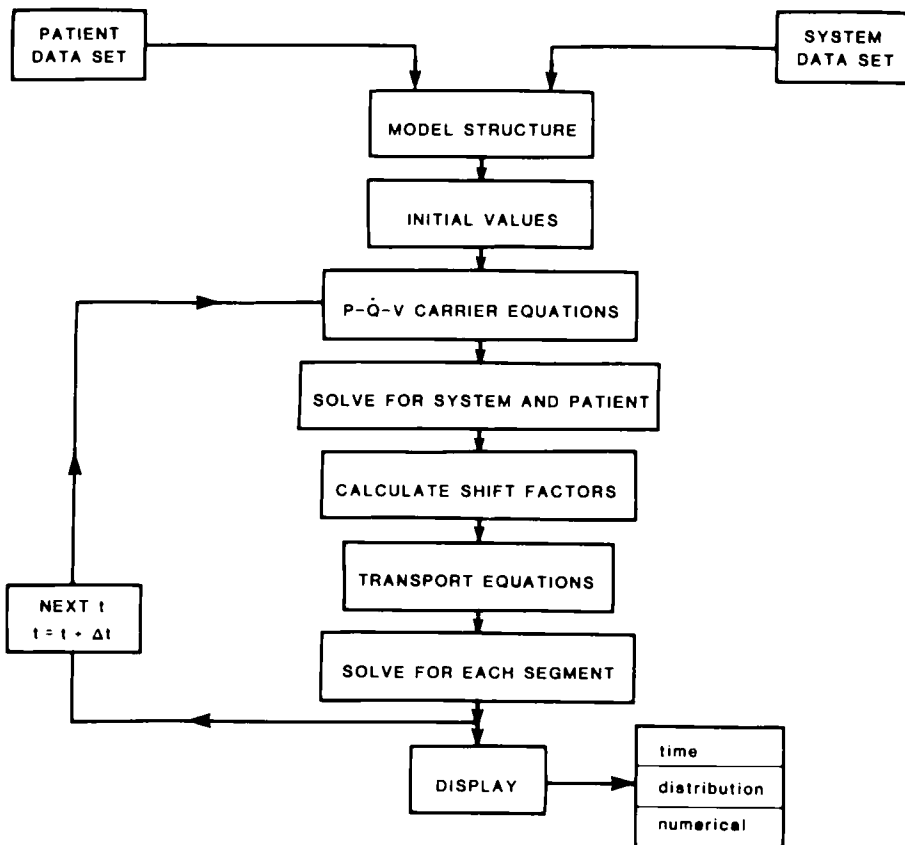 PATIENT
DATA SET
SYSTEM
DATA SET
MODEL STRUCTURE
INITIAL VALUES
P-Q̇-V CARRIER EQUATIONS
SOLVE FOR SYSTEM AND PATIENT
CALCULATE SHIFT FACTORS
TRANSPORT EQUATIONS
NEXT t
t = t + Δt
SOLVE FOR EACH SEGMENT
DISPLAY
time
distribution
numerical